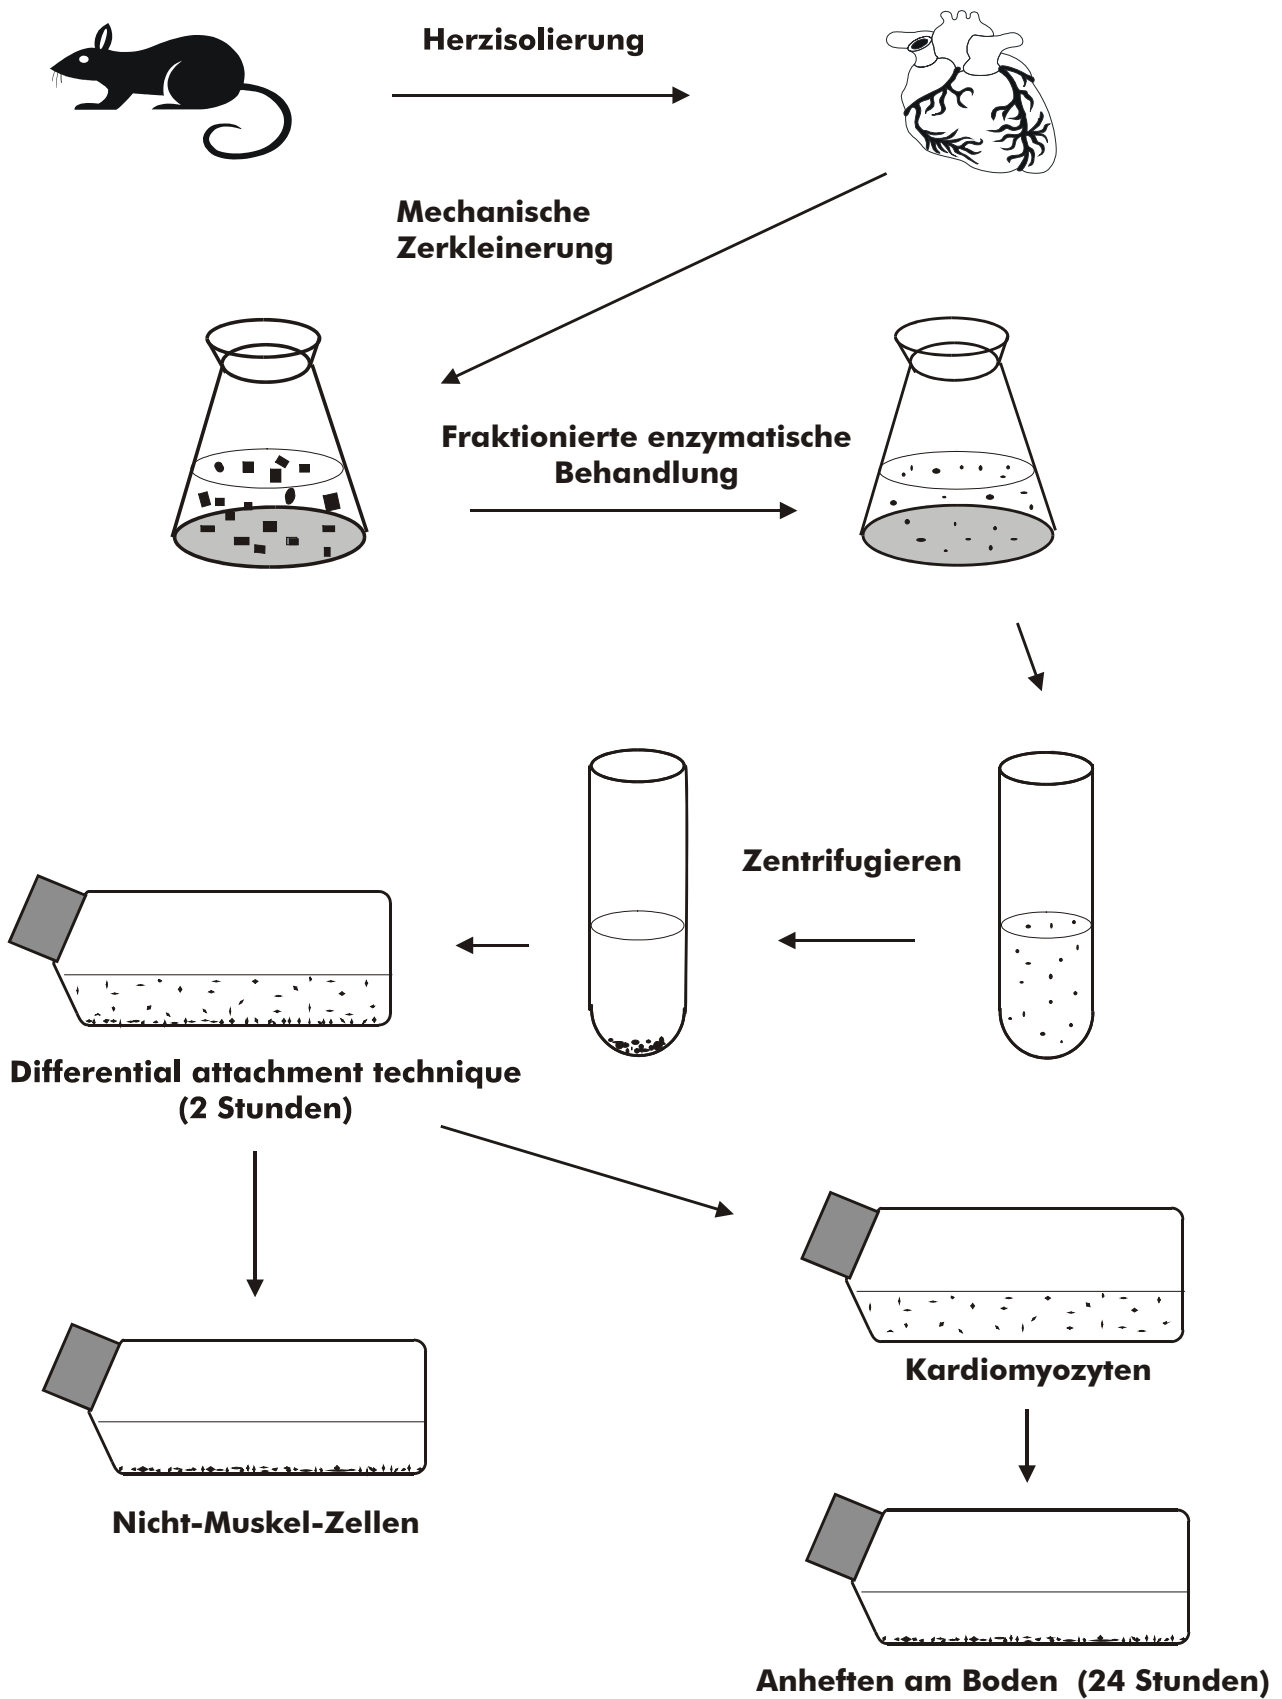 Herzisolierung
Mechanische
Zerkleinerung
Fraktionierte enzymatische
Behandlung
Zentrifugieren
Differential attachment technique
(2 Stunden)
Kardiomyozyten
Nicht-Muskel-Zellen
Anheften am Boden (24 Stunden)